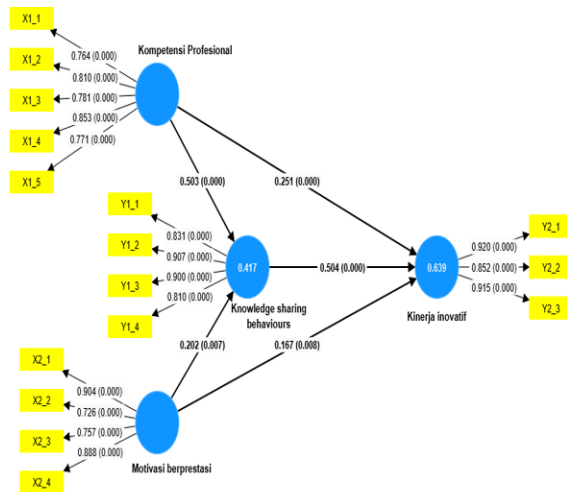 X1_1
X1_2
X1_3
X1_4
X1_5
0.764 (0.000)
0.810 (0.000)
0.781 (0.000)
0.853 (0.000)
0.771 (0.000)
Kompetensi Profesional
0.503 (0.000)
0.251 (0.000)
Y1_1
Y1_2
Y1_3
Y1_4
0.831 (0.000)
0.907 (0.000)
0.900 (0.000)
0.810 (0.000)
0.417
Knowledge sharing
behaviours
0.504 (0.000)
0.639
Kinerja inovatif
0.920 (0.000)
0.852 (0.000)
0.915 (0.000)
Y2_1
Y2_2
Y2_3
0.202 (0.007)
0.167 (0.008)
X2_1
X2_2
X2_3
X2_4
0.904 (0.000)
0.726 (0.000)
0.757 (0.000)
0.888 (0.000)
Motivasi berprestasi